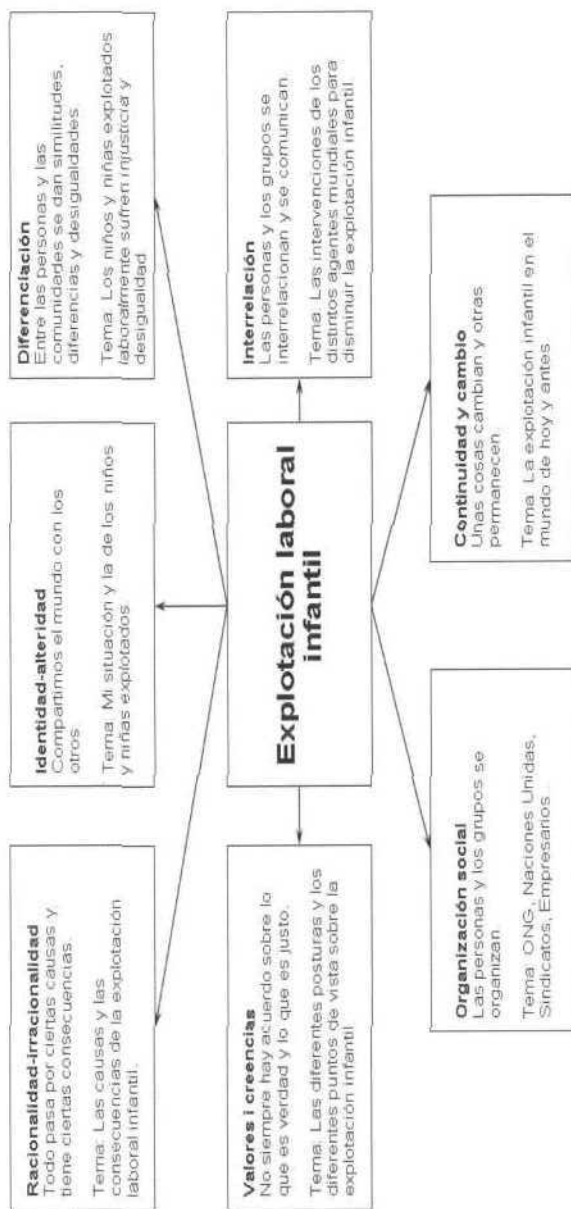 Racionalidad-irracionalidad
Todo pasa por ciertas causas y
tiene ciertas consecuencias.
Tema: Las causas y las
consecuencias de la explotación
laboral infantil.
Identidad-alteridad
Compartimos el mundo con los
otros
Tema Mi situación y la de los niños
y niñas explotados
Diferenciación
Entre las personas y las
comunidades se dan similitudes,
diferencias y desigualdades
Tema Los niños y niñas explotados
laboralmente sufren injusticia y
desigualdad
Valores i creencias
No siempre hay acuerdo sobre lo
que es verdad y lo que es justo.
Tema: Las diferentes posturas y los
diferentes puntos de vista sobre la
explotación infantil
Explotación laboral
infantil
Interrelación
Las personas y los grupos se
interrelacionan y se comunican.
Tema Las intervenciones de los
distintos agentes mundiales para
disminuir la explotación infantil
Organización social
Las personas y los grupos se
organizan.
Tema ONG, Naciones Unidas,
Sindicatos, Empresarios...
Continuidad y cambio
Unas cosas cambian y otras
permanecen
Tema La explotación infantil en el
mundo de hoy y antes